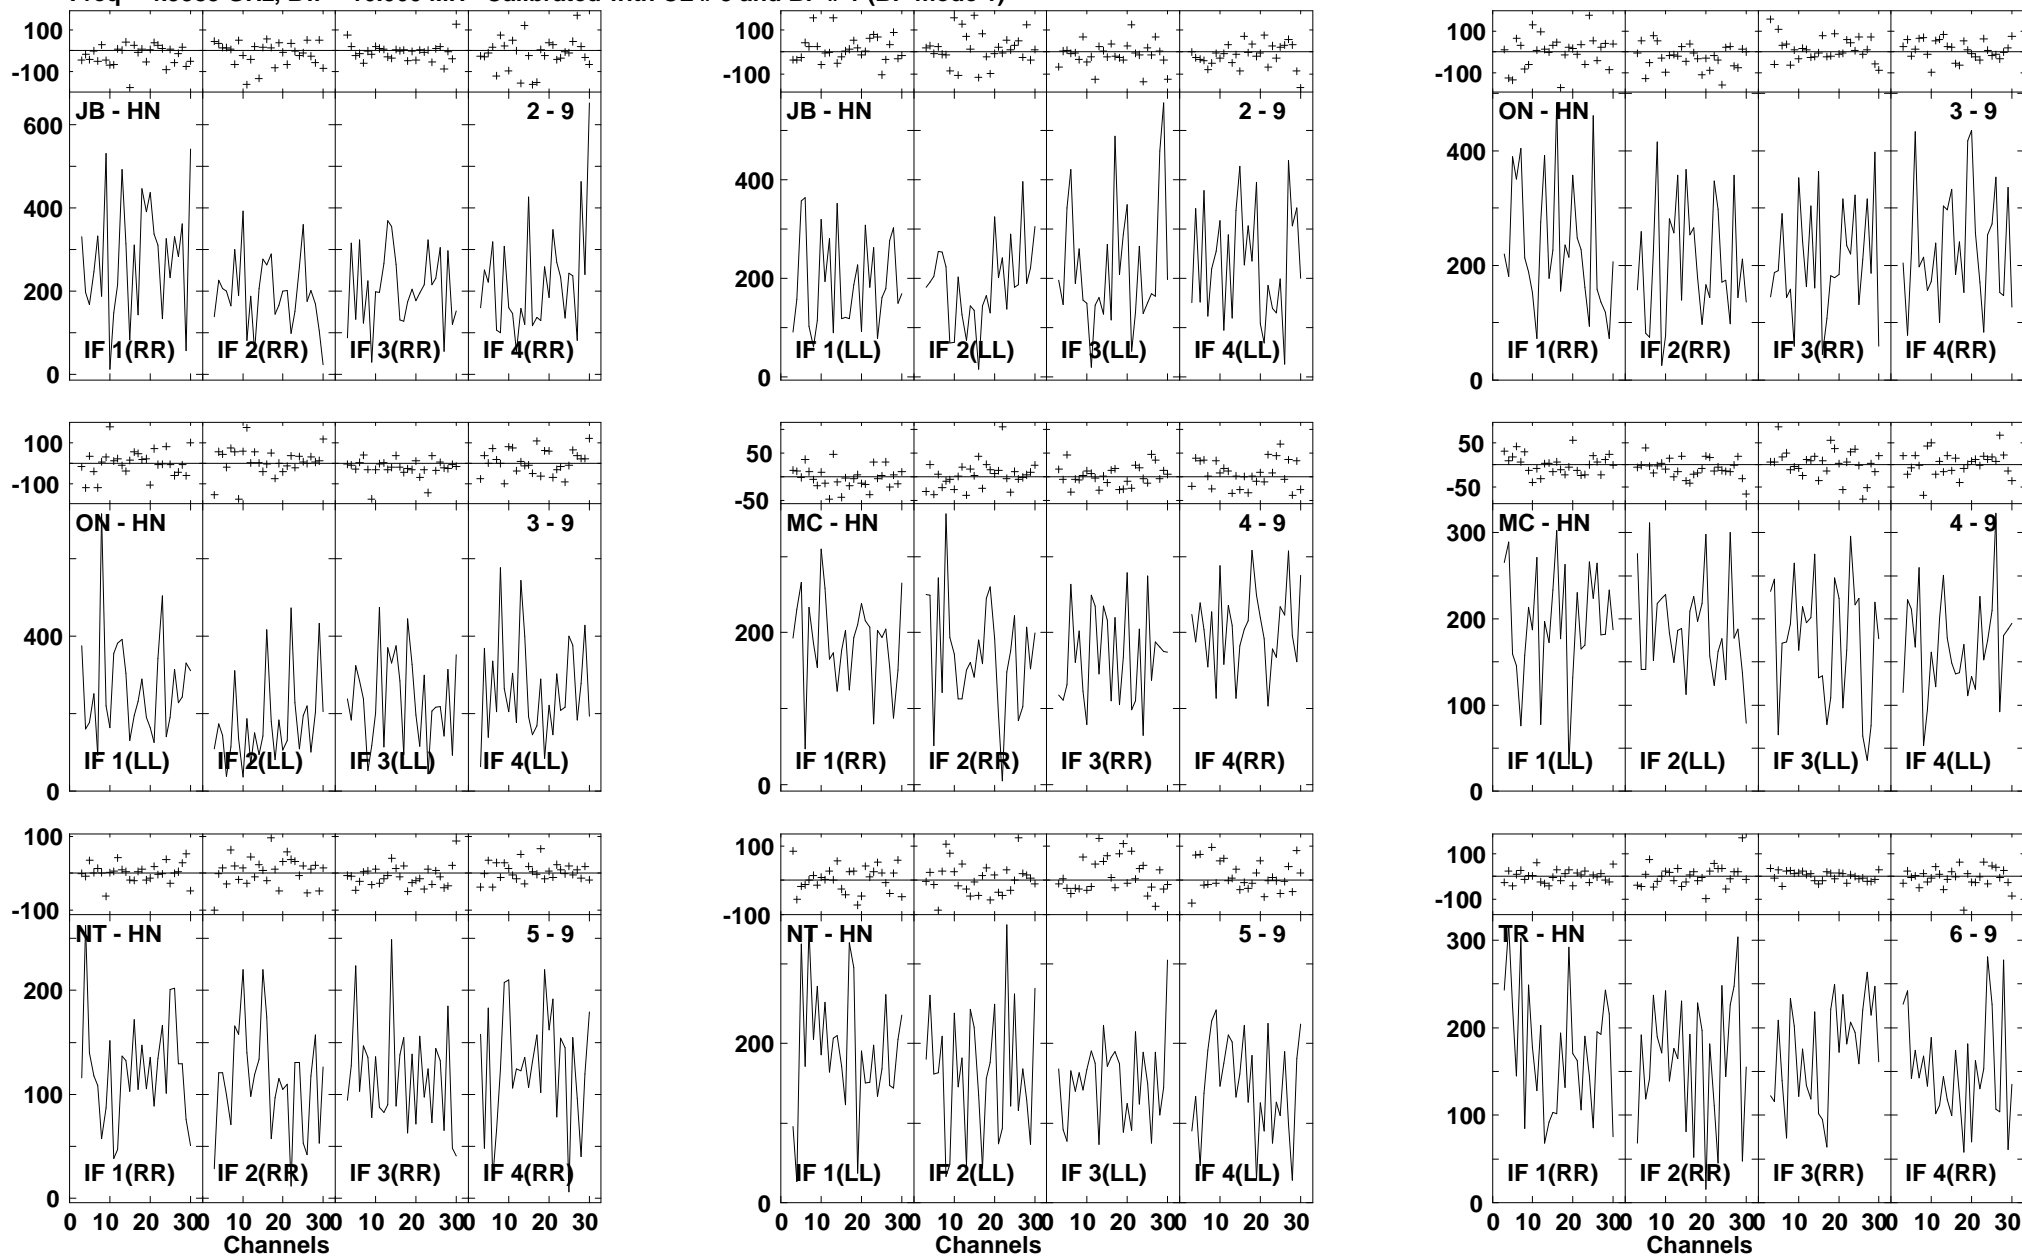 100
-100
JB - HN 2 - 9
600
400
200
0
IF 1(RR) IF 2(RR) IF 3(RR) IF 4(RR)
100
-100
JB - HN 2 - 9
400
200
0
IF 1(LL) IF 2(LL) IF 3(LL) IF 4(LL)
100
-100
ON - HN 3 - 9
400
200
0
IF 1(RR) IF 2(RR) IF 3(RR) IF 4(RR)
100
-100
ON - HN 3 - 9
400
0
IF 1(LL) IF 2(LL) IF 3(LL) IF 4(LL)
50
-50
MC - HN 4 - 9
200
0
IF 1(RR) IF 2(RR) IF 3(RR) IF 4(RR)
50
-50
MC - HN 4 - 9
300
200
100
0
IF 1(LL) IF 2(LL) IF 3(LL) IF 4(LL)
100
-100
NT - HN 5 - 9
200
100
0
IF 1(RR) IF 2(RR) IF 3(RR) IF 4(RR)
0 10 20 30 0 10 20 30 0 10 20 30 0 10 20 30
Channels
100
-100
NT - HN 5 - 9
200
0
IF 1(LL) IF 2(LL) IF 3(LL) IF 4(LL)
0 10 20 30 0 10 20 30 0 10 20 30 0 10 20 30
Channels
100
-100
TR - HN 6 - 9
300
200
100
0
IF 1(RR) IF 2(RR) IF 3(RR) IF 4(RR)
0 10 20 30 0 10 20 30 0 10 20 30 0 10 20 30
Channels